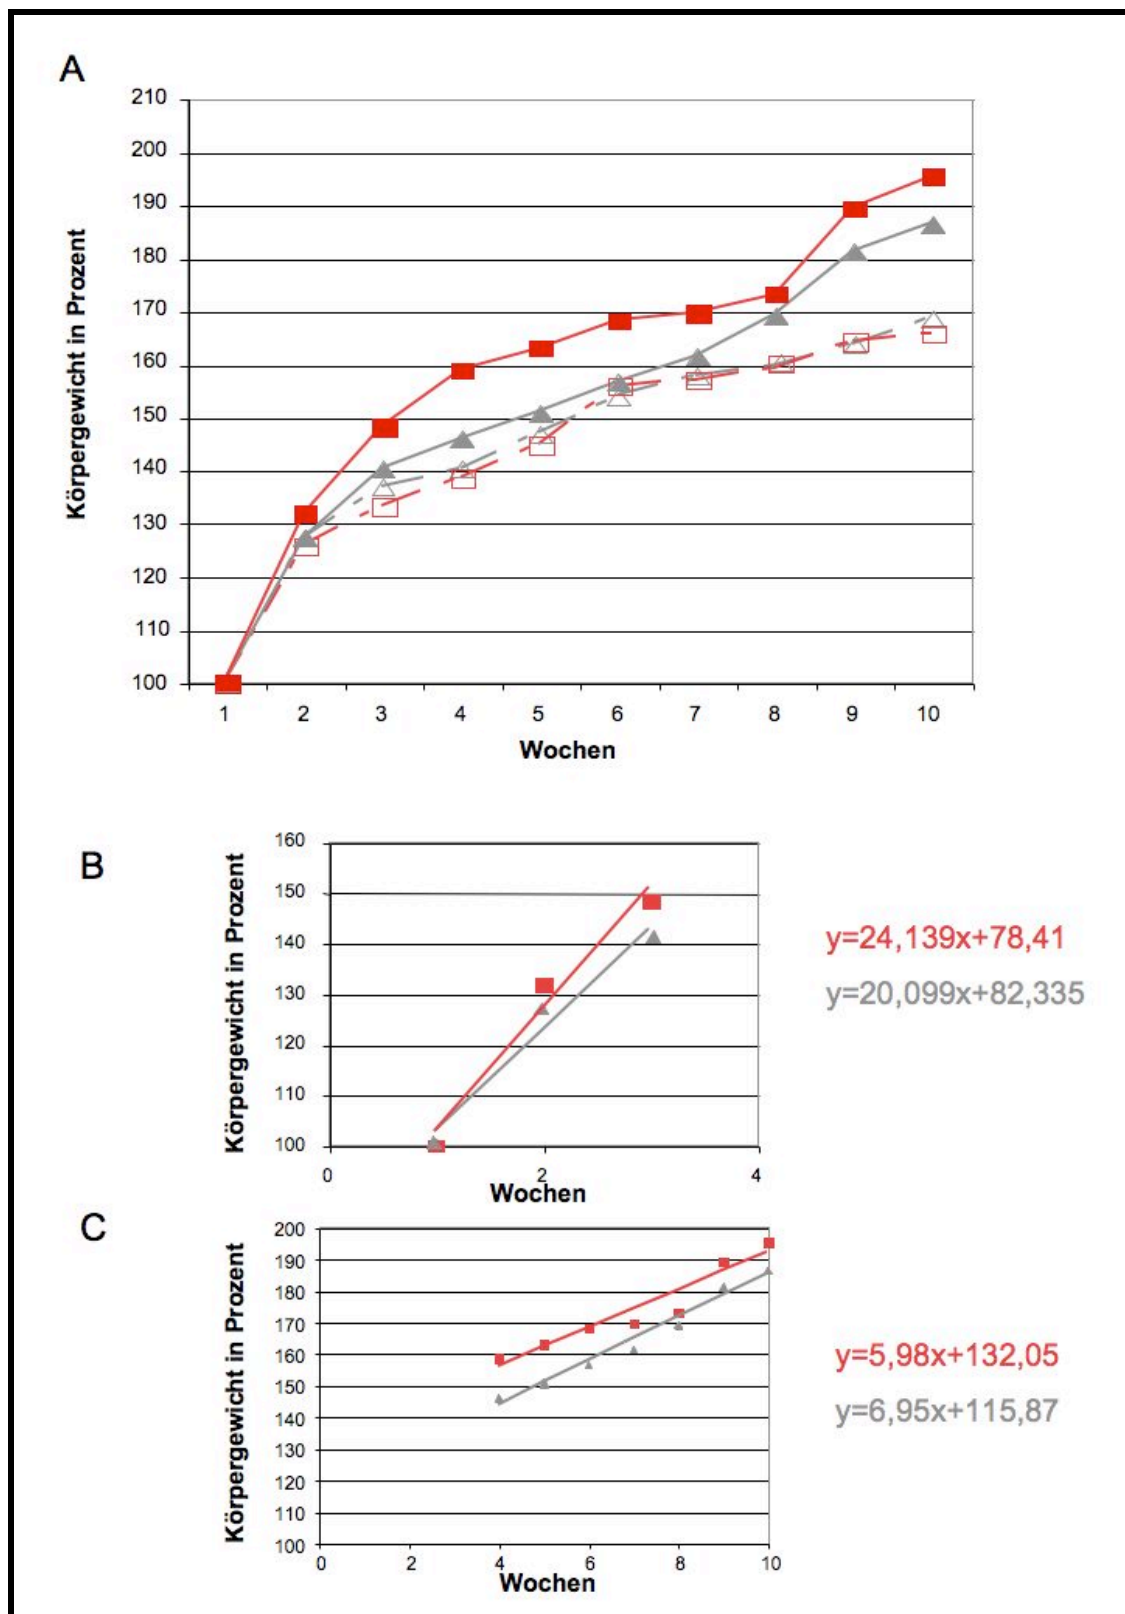 A
210
200
190
180
170
160
150
140
130
120
110
100
Körpergewicht in Prozent
1 2 3 4 5 6 7 8 9 10
Wochen
B
160
150
140
130
120
110
100
Körpergewicht in Prozent
0 2 4
Wochen
y=24,139x+78,41
y=20,099x+82,335
C
200
190
180
170
160
150
140
130
120
110
100
Körpergewicht in Prozent
0 2 4 6 8 10
Wochen
y=5,98x+132,05
y=6,95x+115,87